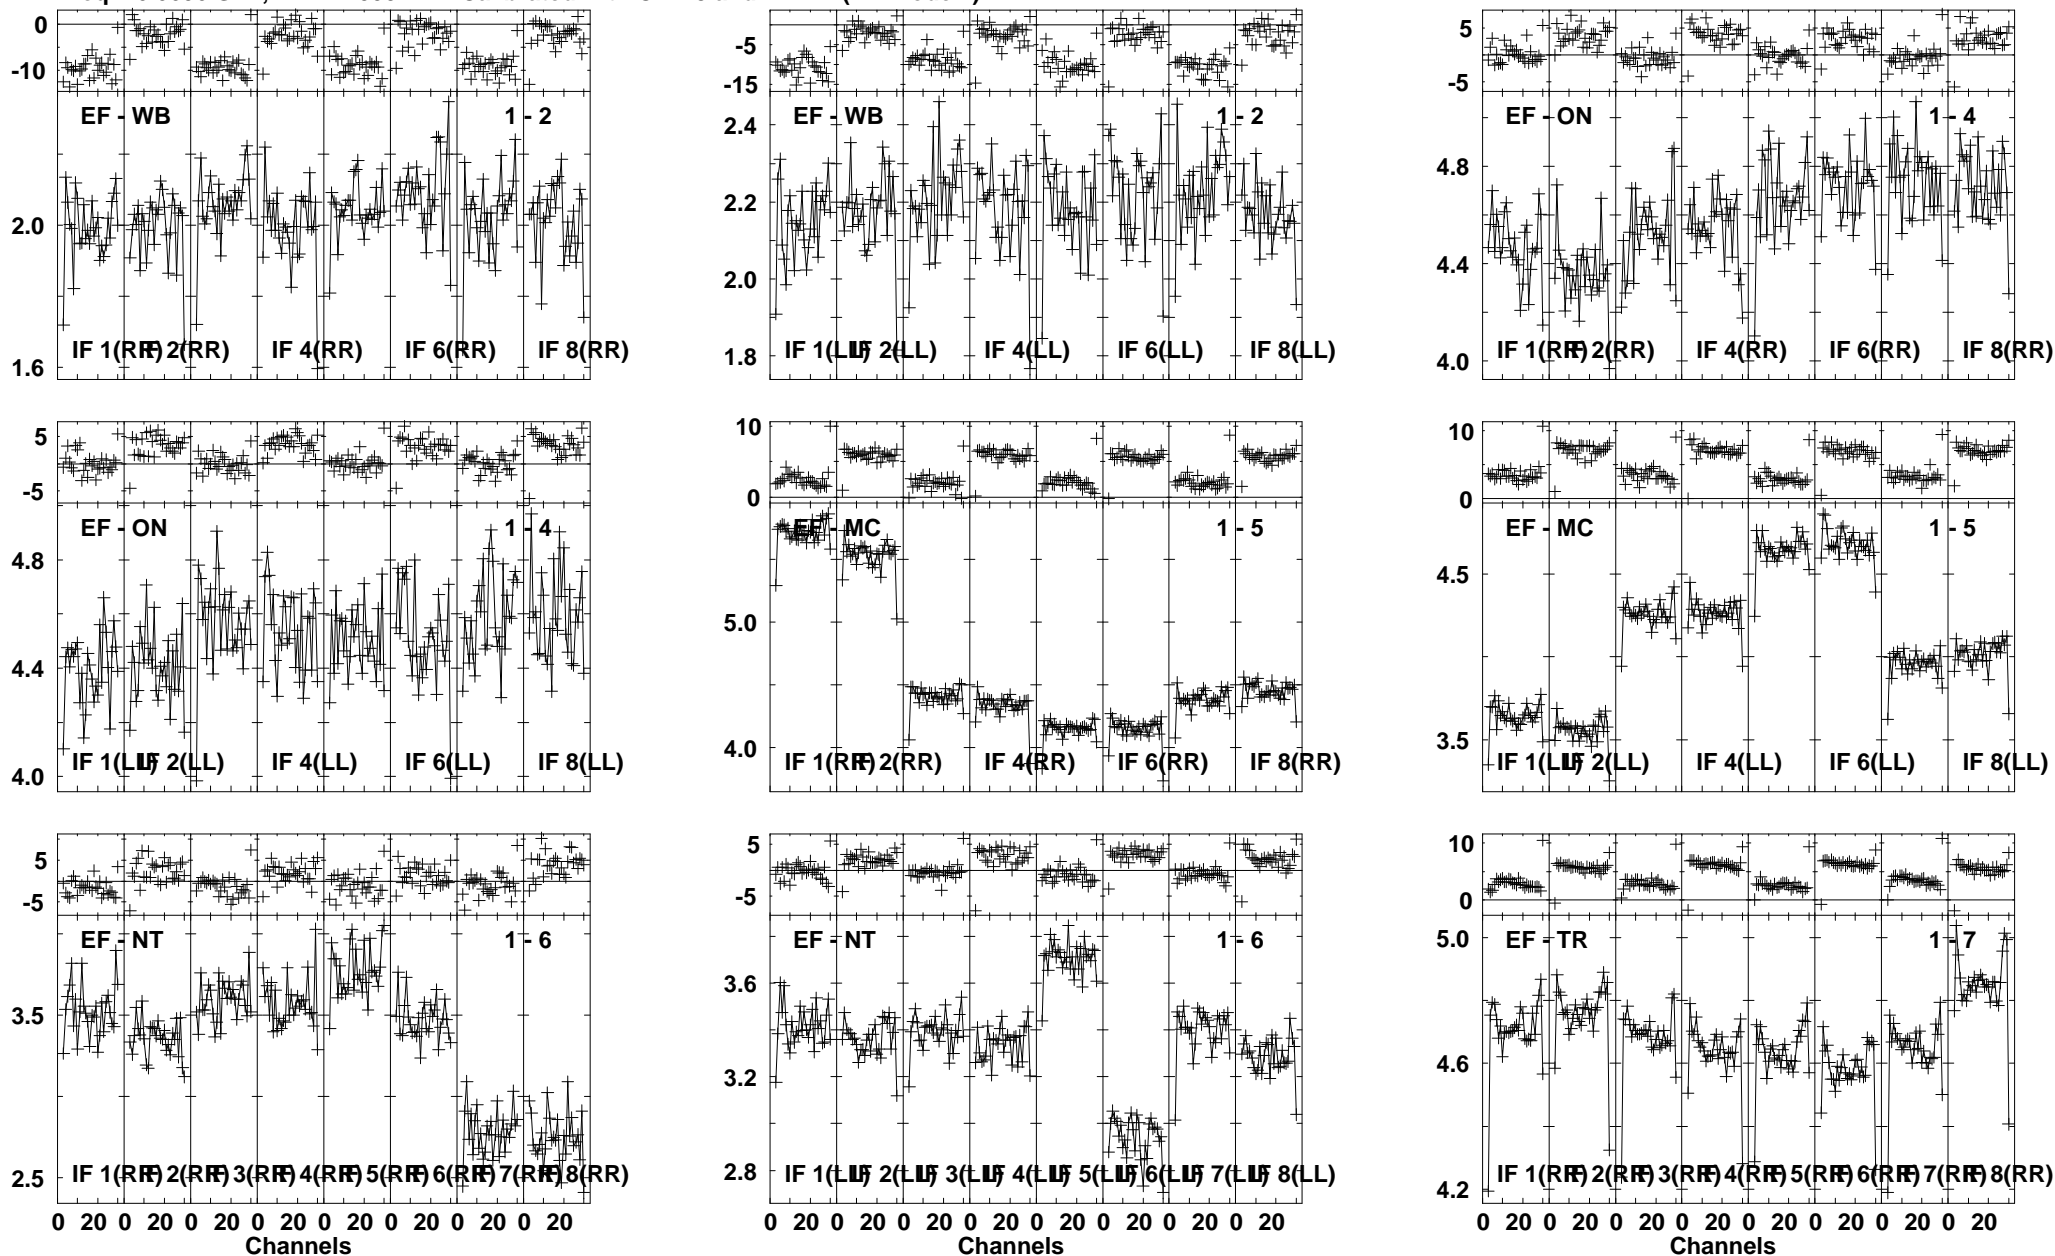 0
-10
EF - WB 1 - 2
2.0
1.6
IF 1(RR) IF 2(RR) IF 4(RR) IF 6(RR) IF 8(RR)
-5
-15
EF - WB 1 - 2
2.4
2.2
2.0
1.8
IF 1(LL) IF 2(LL) IF 4(LL) IF 6(LL) IF 8(LL)
5
-5
EF - ON 1 - 4
4.8
4.4
4.0
IF 1(RR) IF 2(RR) IF 4(RR) IF 6(RR) IF 8(RR)
5
-5
EF - ON 1 - 4
4.8
4.4
4.0
IF 1(LL) IF 2(LL) IF 4(LL) IF 6(LL) IF 8(LL)
10
0
EF - MC 1 - 5
5.0
4.0
IF 1(RR) IF 2(RR) IF 4(RR) IF 6(RR) IF 8(RR)
10
0
EF - MC 1 - 5
4.5
3.5
IF 1(LL) IF 2(LL) IF 4(LL) IF 6(LL) IF 8(LL)
5
-5
EF - NT 1 - 6
3.5
2.5
IF 1(RR) IF 2(RR) IF 3(RR) IF 4(RR) IF 5(RR) IF 6(RR) IF 7(RR) IF 8(RR)
0 20 0 20 0 20 0 20 0 20 0 20 0 20 0 20
Channels
5
-5
EF - NT 1 - 6
3.6
3.2
2.8
IF 1(LL) IF 2(LL) IF 3(LL) IF 4(LL) IF 5(LL) IF 6(LL) IF 7(LL) IF 8(LL)
0 20 0 20 0 20 0 20 0 20 0 20 0 20 0 20
Channels
10
0
EF - TR 1 - 7
5.0
4.6
4.2
IF 1(RR) IF 2(RR) IF 3(RR) IF 4(RR) IF 5(RR) IF 6(RR) IF 7(RR) IF 8(RR)
0 20 0 20 0 20 0 20 0 20 0 20 0 20 0 20
Channels